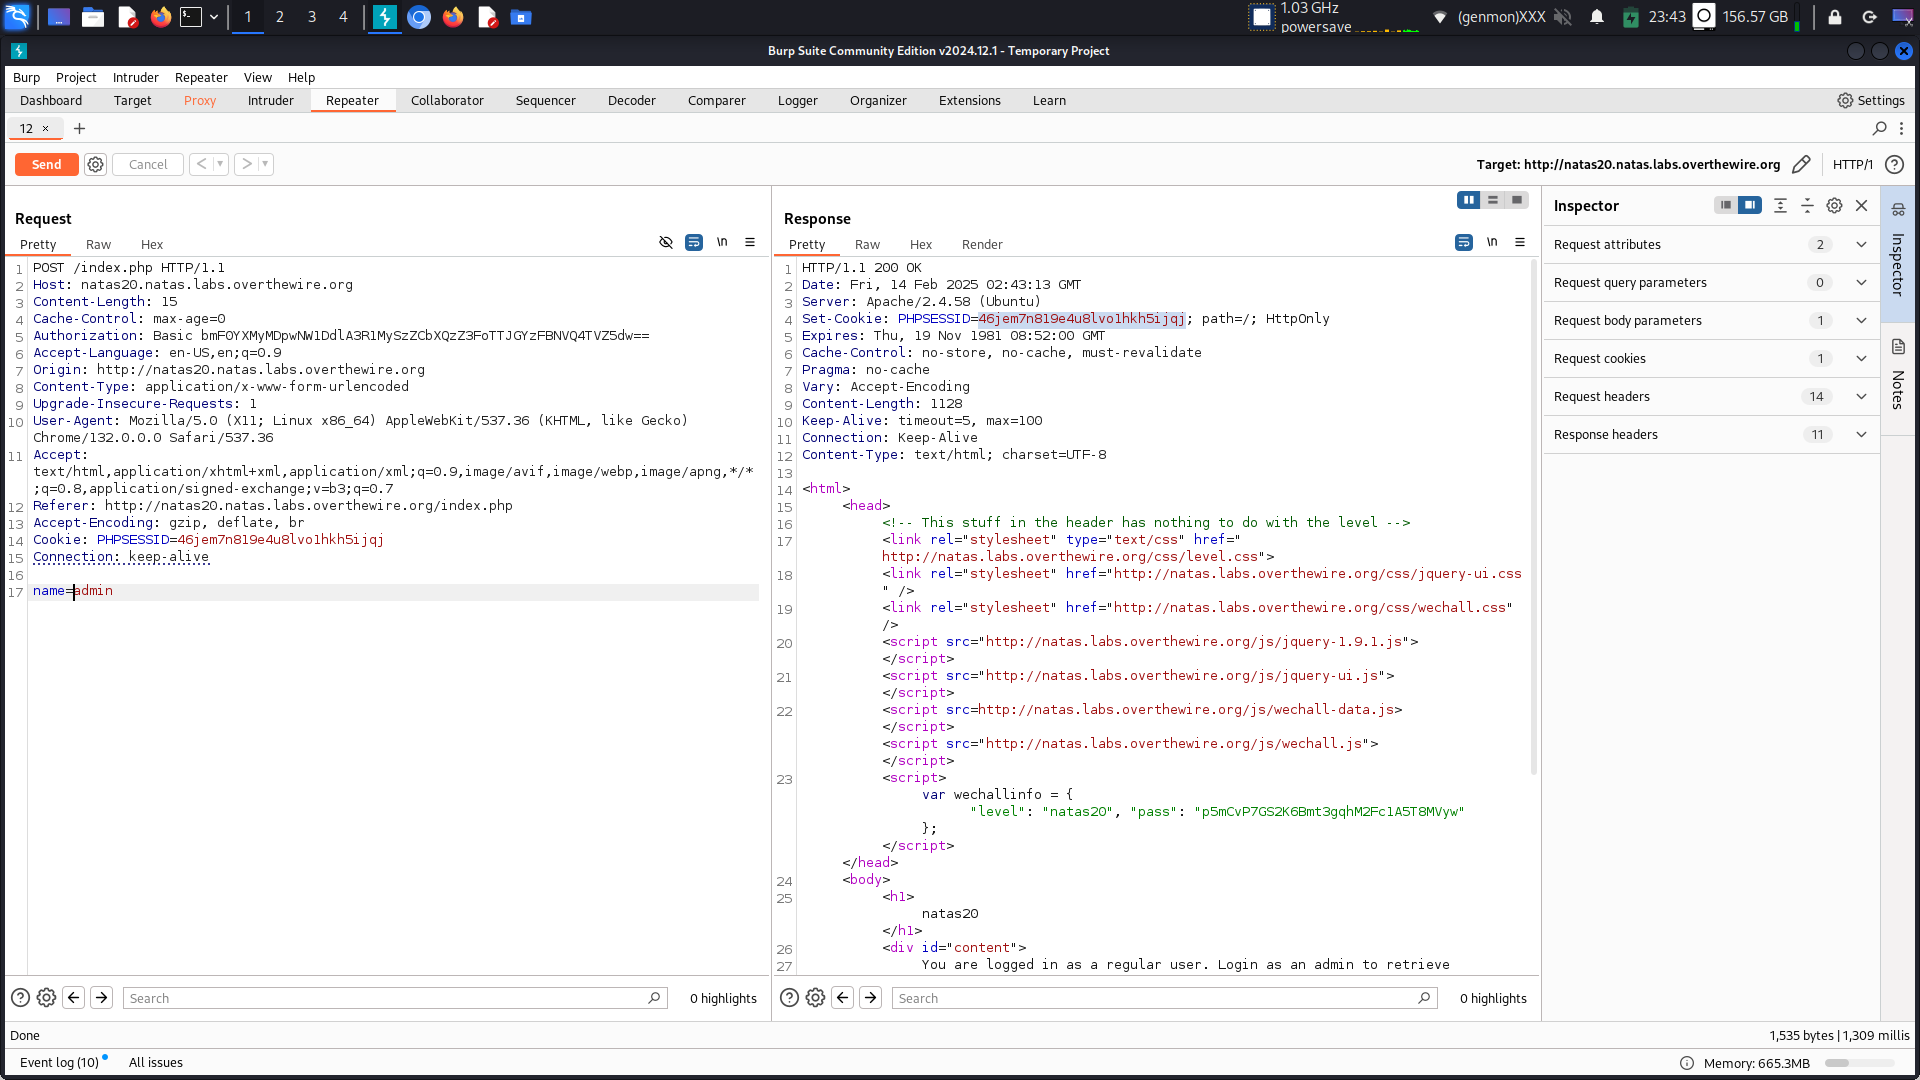 1
2
3
4
1.03 GHz
powersave
(genmon)XXX
23:43
156.57 GB
Burp Suite Community Edition v2024.12.1 - Temporary Project
Burp Project Intruder Repeater View Help
Dashboard Target Proxy Intruder Repeater Collaborator Sequencer Decoder Comparer Logger Organizer Extensions Learn Settings
12 × +
Send Cancel < >
Target: http://natas20.natas.labs.overthewire.org HTTP/1
Request
Pretty Raw Hex \n
1 POST /index.php HTTP/1.1
2 Host: natas20.natas.labs.overthewire.org
3 Content-Length: 15
4 Cache-Control: max-age=0
5 Authorization: Basic bmF0YXMyMDpwNW1DdlA3R1MySzZCbXQzZ3FoTTJGYzFBNVQ4TVZ5dw==
6 Accept-Language: en-US,en;q=0.9
7 Origin: http://natas20.natas.labs.overthewire.org
8 Content-Type: application/x-www-form-urlencoded
9 Upgrade-Insecure-Requests: 1
10 User-Agent: Mozilla/5.0 (X11; Linux x86_64) AppleWebKit/537.36 (KHTML, like Gecko)
Chrome/132.0.0.0 Safari/537.36
11 Accept:
text/html,application/xhtml+xml,application/xml;q=0.9,image/avif,image/webp,image/apng,*/*
;q=0.8,application/signed-exchange;v=b3;q=0.7
12 Referer: http://natas20.natas.labs.overthewire.org/index.php
13 Accept-Encoding: gzip, deflate, br
14 Cookie: PHPSESSID=46jem7n819e4u8lvo1hkh5ijqj
15 Connection: keep-alive
16
17 name=admin
Search
0 highlights
Response
Pretty Raw Hex Render \n
1 HTTP/1.1 200 OK
2 Date: Fri, 14 Feb 2025 02:43:13 GMT
3 Server: Apache/2.4.58 (Ubuntu)
4 Set-Cookie: PHPSESSID=46jem7n819e4u8lvo1hkh5ijqj; path=/; HttpOnly
5 Expires: Thu, 19 Nov 1981 08:52:00 GMT
6 Cache-Control: no-store, no-cache, must-revalidate
7 Pragma: no-cache
8 Vary: Accept-Encoding
9 Content-Length: 1128
10 Keep-Alive: timeout=5, max=100
11 Connection: Keep-Alive
12 Content-Type: text/html; charset=UTF-8
13
14 <html>
15 <head>
16 <!-- This stuff in the header has nothing to do with the level -->
17 <link rel="stylesheet" type="text/css" href="
http://natas.labs.overthewire.org/css/level.css">
18 <link rel="stylesheet" href="http://natas.labs.overthewire.org/css/jquery-ui.css
" />
19 <link rel="stylesheet" href="http://natas.labs.overthewire.org/css/wechall.css"
/>
20 <script src="http://natas.labs.overthewire.org/js/jquery-1.9.1.js">
</script>
21 <script src="http://natas.labs.overthewire.org/js/jquery-ui.js">
</script>
22 <script src=http://natas.labs.overthewire.org/js/wechall-data.js>
</script>
<script src="http://natas.labs.overthewire.org/js/wechall.js">
</script>
23 <script>
var wechallinfo = {
"level": "natas20", "pass": "p5mCvP7GS2K6Bmt3gqhM2Fc1A5T8MVyw"
};
</script>
</head>
24 <body>
25 <h1>
natas20
</h1>
26 <div id="content">
27 You are logged in as a regular user. Login as an admin to retrieve
Search
0 highlights
Inspector
Request attributes 2
Request query parameters 0
Request body parameters 1
Request cookies 1
Request headers 14
Response headers 11
Inspector
Notes
Done
1,535 bytes | 1,309 millis
Event log (10) All issues
Memory: 665.3MB